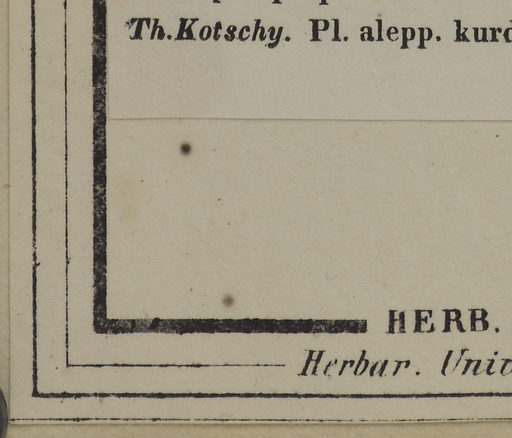 Th.Kotschy. Pl. alepp. kurd
HERB.
Herbar. Univ